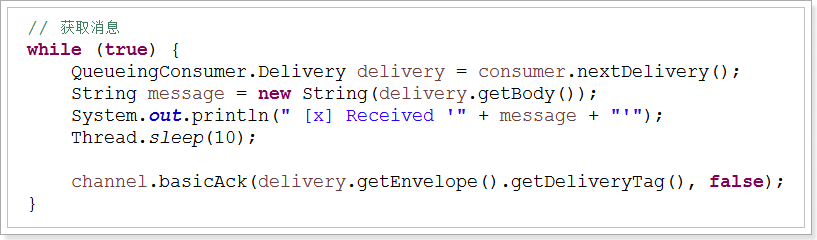 // 获取消息
while (true) {
    QueueingConsumer.Delivery delivery = consumer.nextDelivery();
    String message = new String(delivery.getBody());
    System.out.println(" [x] Received '" + message + "'");
    Thread.sleep(10);

    channel.basicAck(delivery.getEnvelope().getDeliveryTag(), false);
}